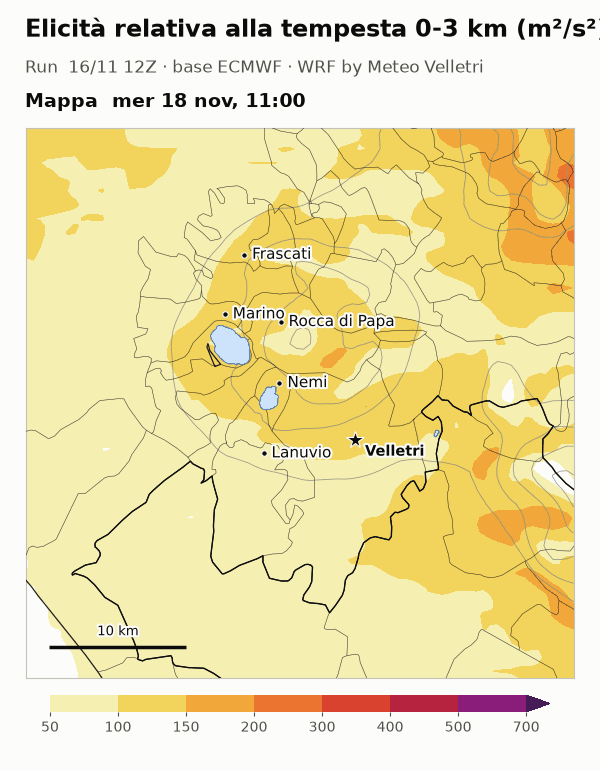 Elicità relativa alla tempesta 0-3 km (m²/s²)
Run  16/11 12Z · base ECMWF · WRF by Meteo Velletri
Mappa  mer 18 nov, 11:00
Frascati
Marino
Rocca di Papa
Nemi
Velletri
Lanuvio
10 km
50 100 150 200 300 400 500 700